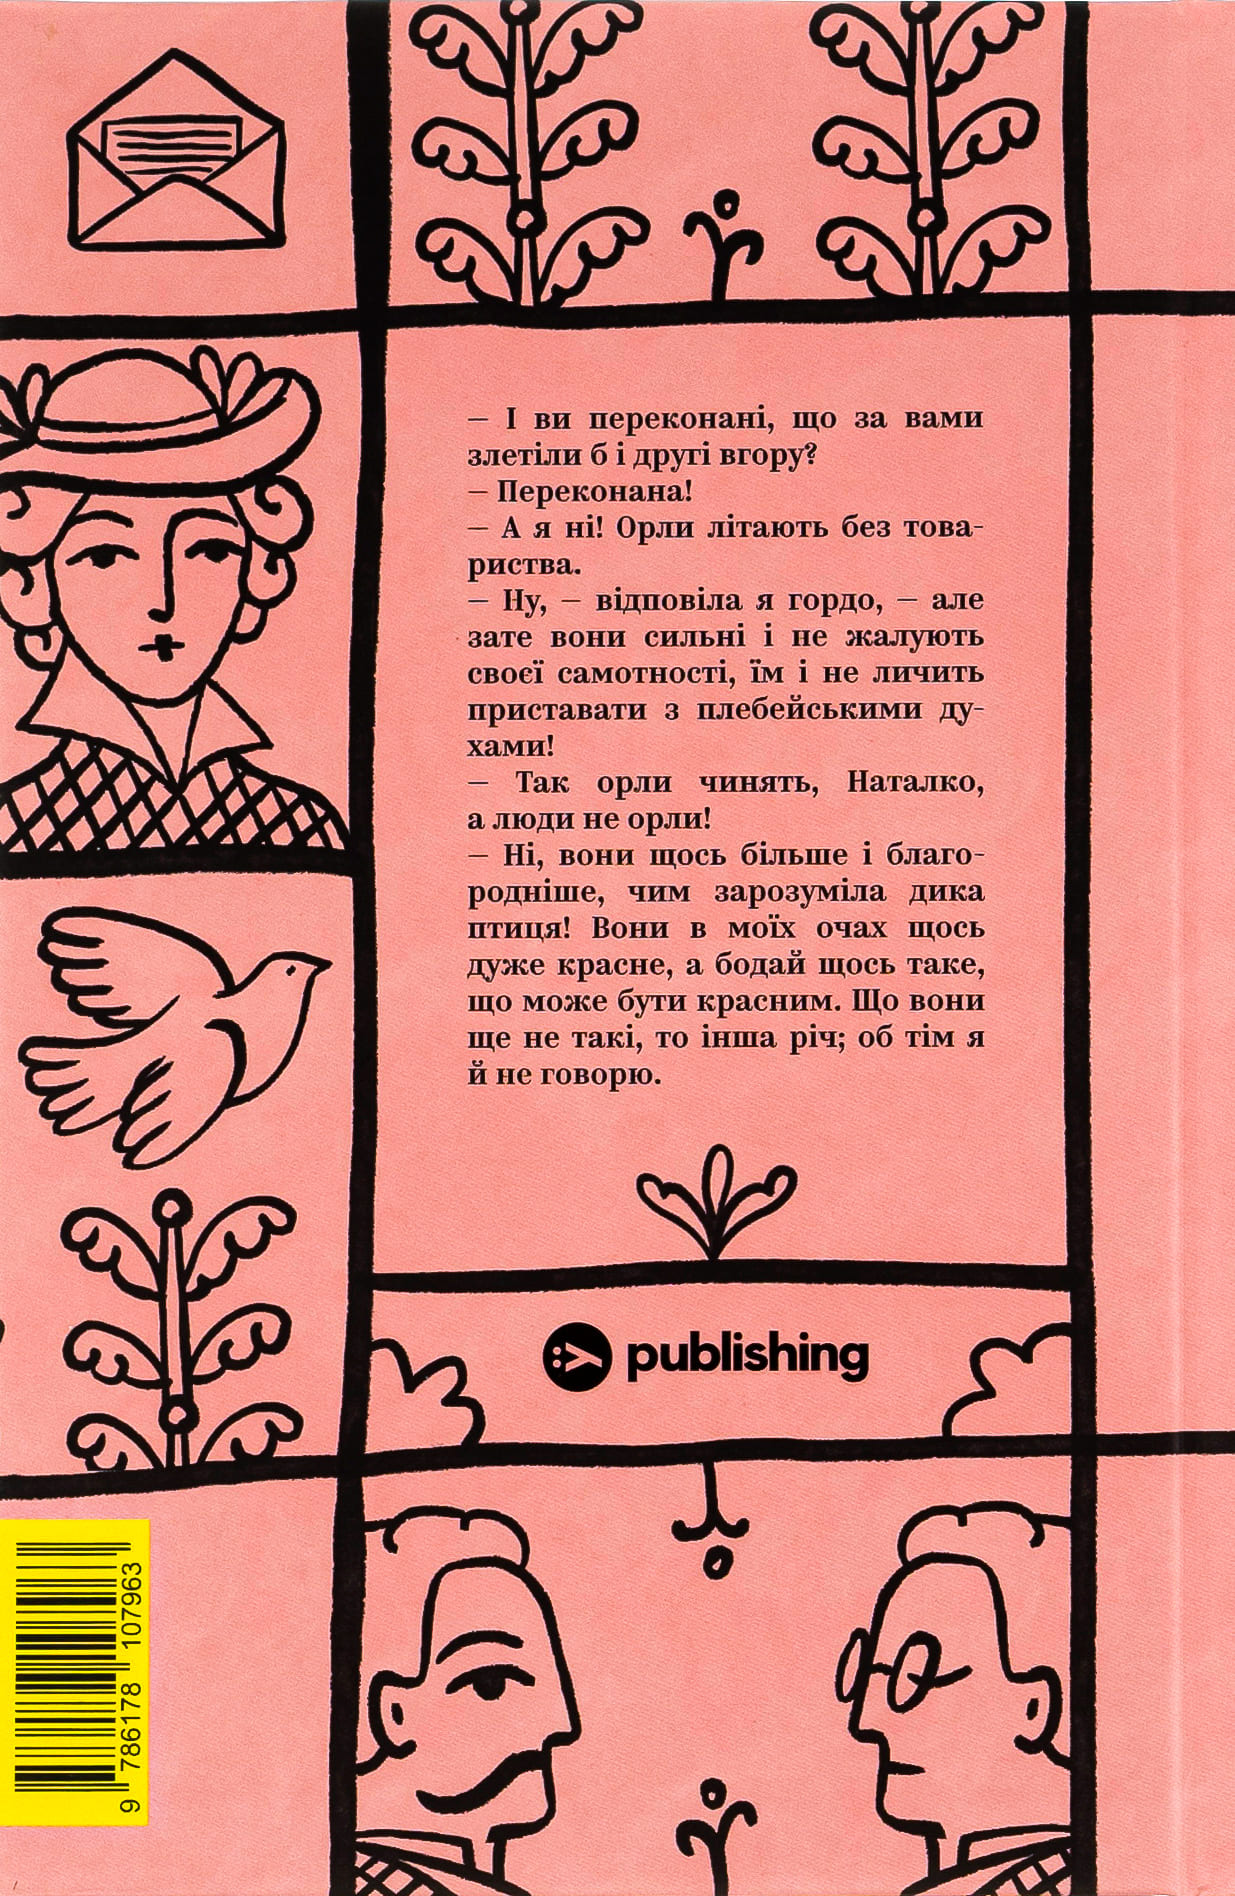 — І ви переконані, що за вами
злетіли б і другі вгору?
— Переконана!
— А я ні! Орли літають без това-
риства.
— Ну, — відповіла я гордо, — але
зате вони сильні і не жалують
своєї самотності, їм і не личить
приставати з плебейськими ду-
хами!
— Так орли чинять, Наталко,
а люди не орли!
— Ні, вони щось більше і благо-
родніше, чим зарозуміла дика
птиця! Вони в моїх очах щось
дуже красне, а бодай щось таке,
що може бути красним. Що вони
ще не такі, то інша річ; об тім я
й не говорю.
publishing
9 786178 107963